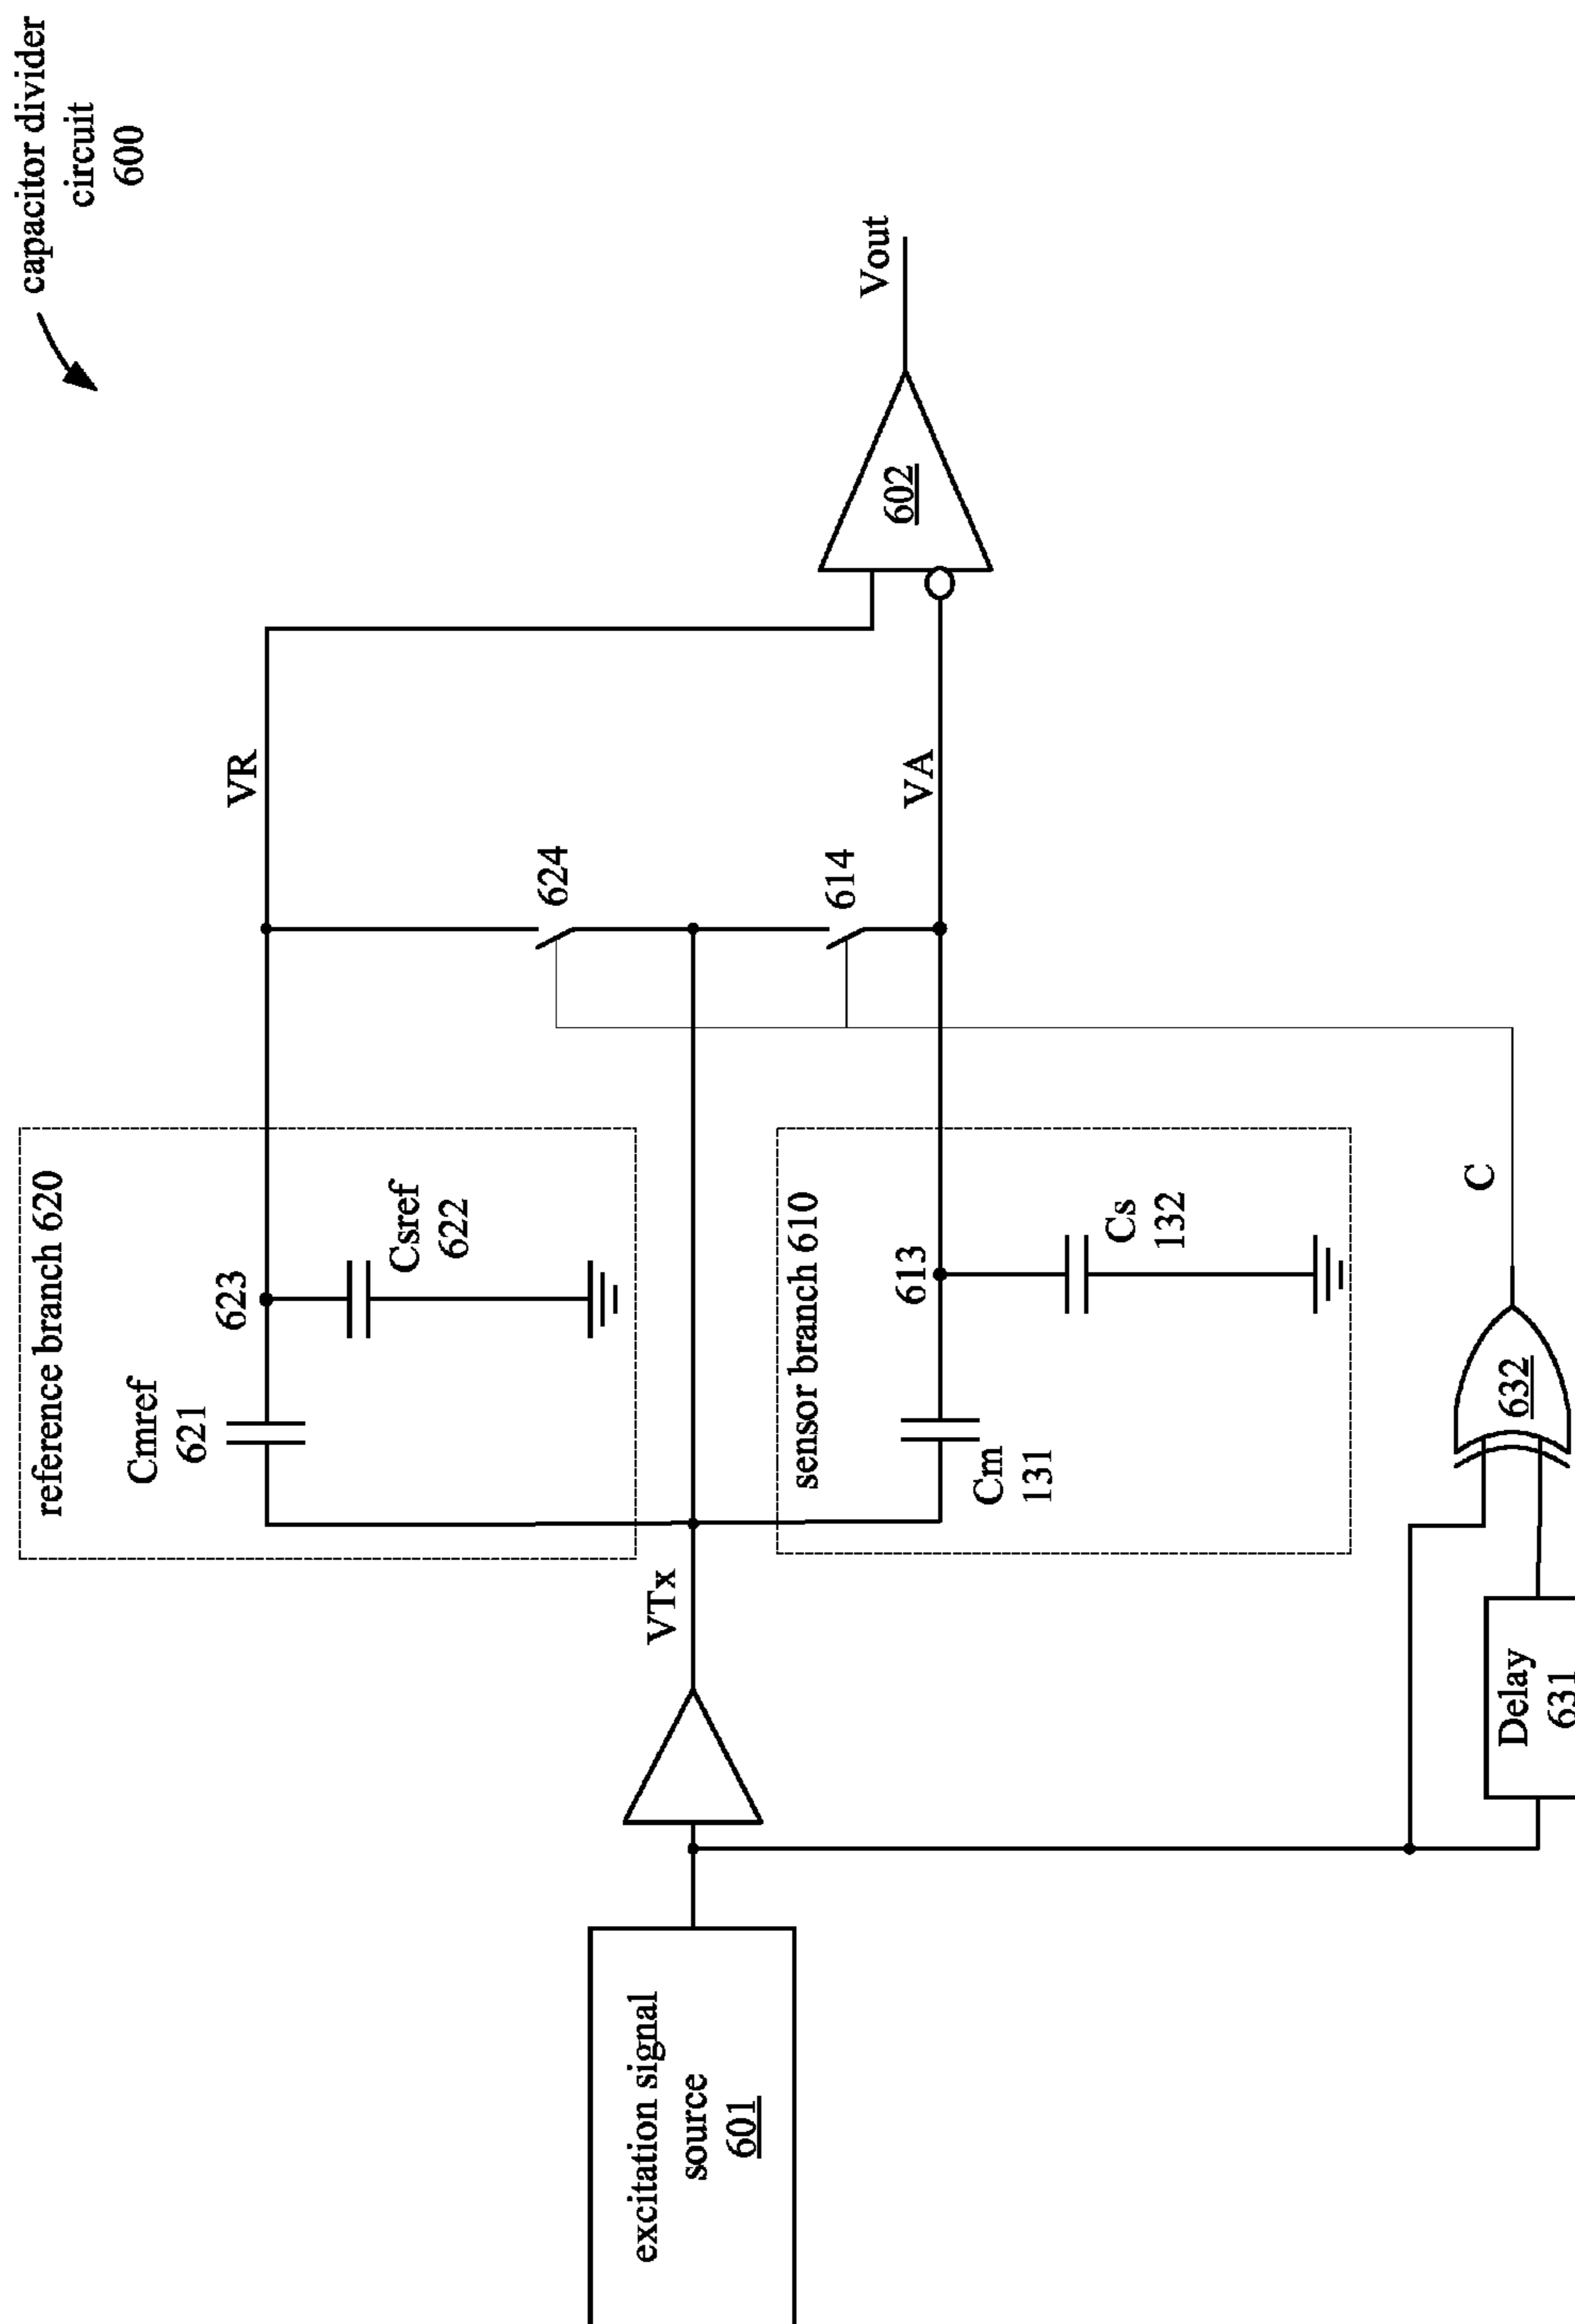 capacitor divider
circuit
600
reference branch 620
Cmref
621
623
Csref
622
VR
624
VTx
excitation signal
source
601
sensor branch 610
Cm
131
613
Cs
132
614
VA
602
Vout
Delay
631
632
C